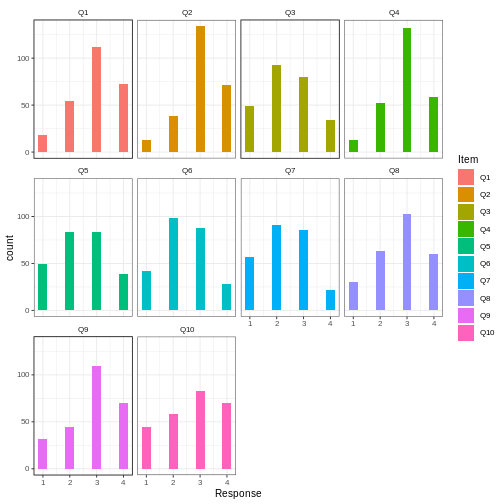 Q1 Q2 Q3 Q4
100
50
0
Item
Q1
Q2
Q3
Q4
Q5
Q6
Q7
Q8
Q9
Q10
Q5 Q6 Q7 Q8
count
100
50
0
1 2 3 4 1 2 3 4
Q9 Q10
100
50
0
1 2 3 4 1 2 3 4
Response